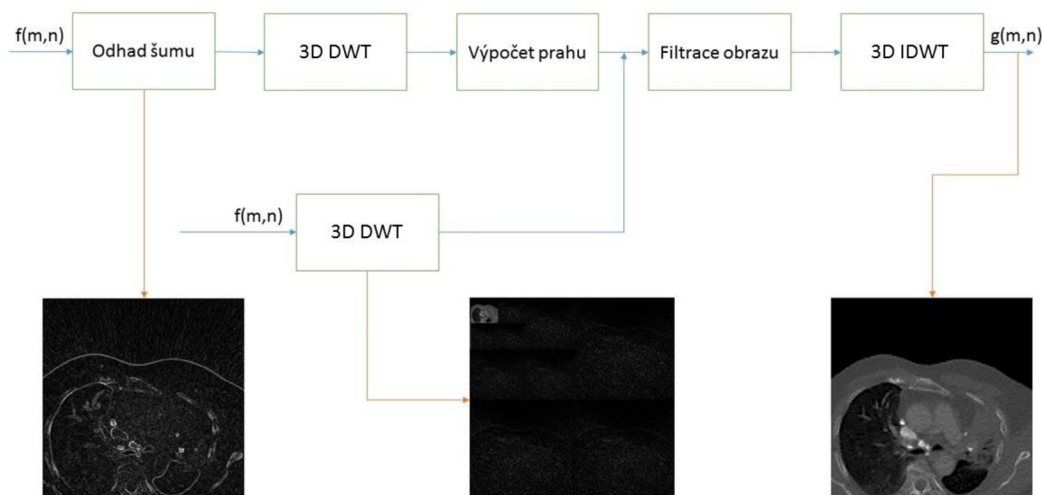 f(m,n)
Odhad šumu
3D DWT
Výpočet prahu
Filtrace obrazu
3D IDWT
g(m,n)
f(m,n)
3D DWT